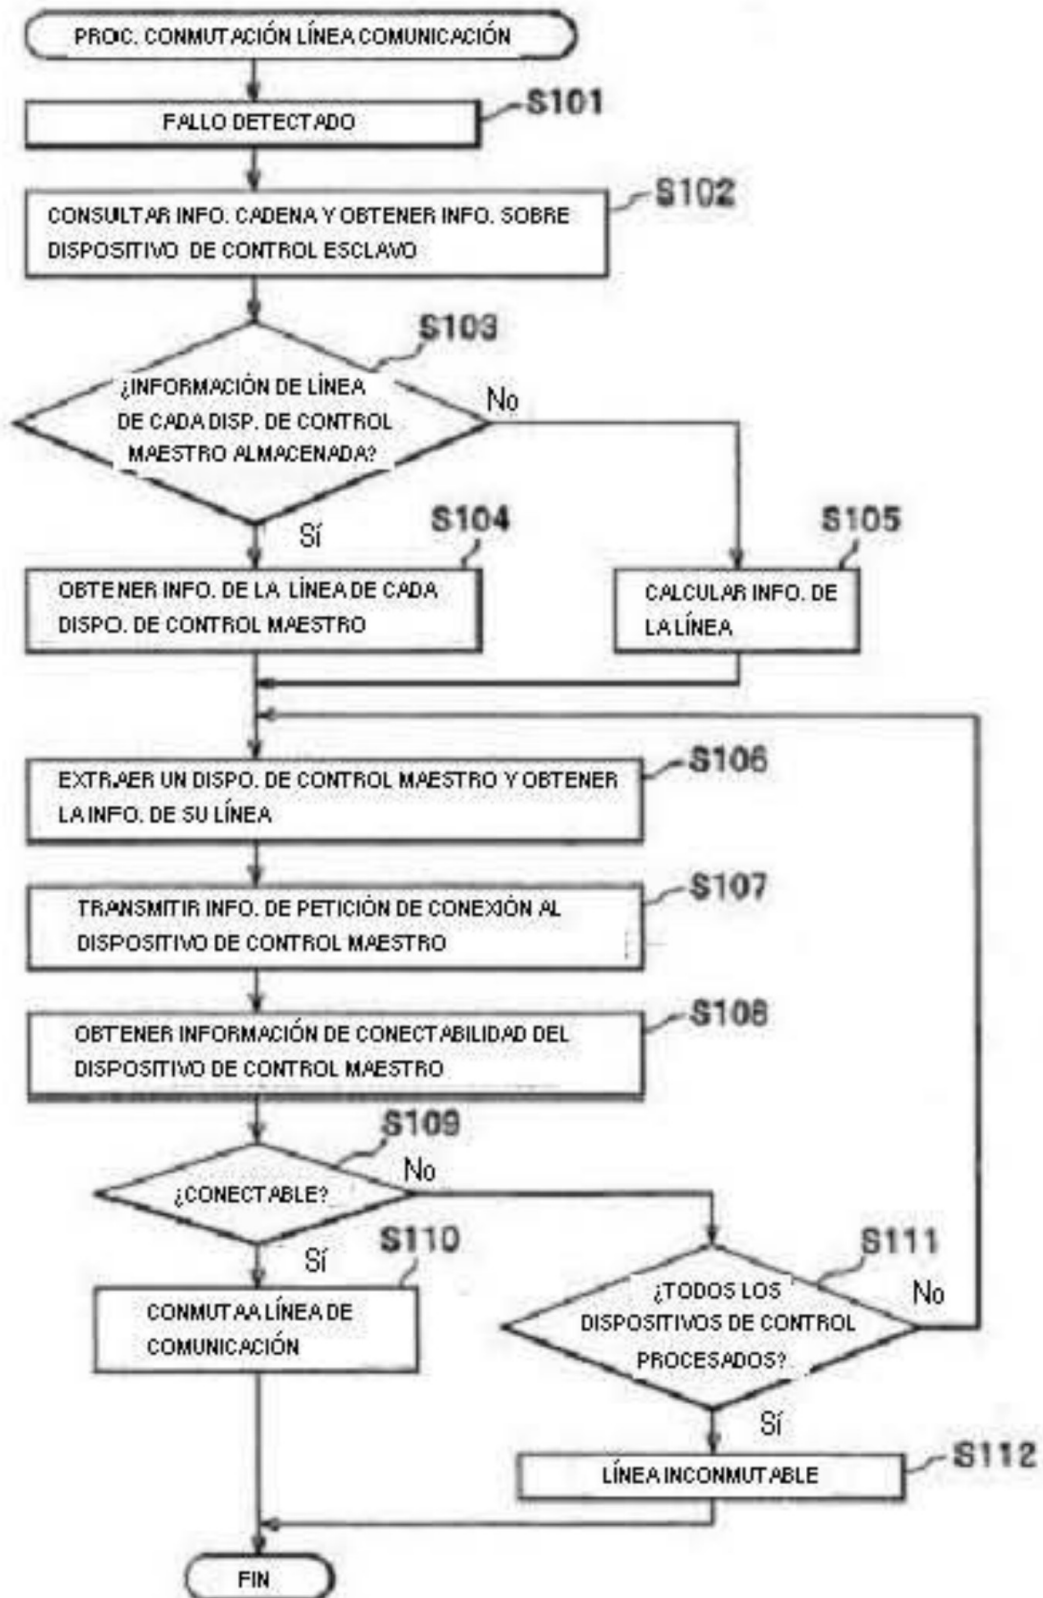 PROC. CONMUTACIÓN LÍNEA COMUNICACIÓN
S101
FALLO DETECTADO
S102
CONSULTAR INFO. CADENA Y OBTENER INFO. SOBRE
DISPOSITIVO DE CONTROL ESCLAVO
S103
¿INFORMACIÓN DE LÍNEA
DE CADA DISP. DE CONTROL
MAESTRO ALMACENADA?
No
Sí
S104
OBTENER INFO. DE LA LÍNEA DE CADA
DISPO. DE CONTROL MAESTRO
S105
CALCULAR INFO. DE
LA LÍNEA
S106
EXTRAER UN DISPO. DE CONTROL MAESTRO Y OBTENER
LA INFO. DE SU LÍNEA
S107
TRANSMITIR INFO. DE PETICIÓN DE CONEXIÓN AL
DISPOSITIVO DE CONTROL MAESTRO
S108
OBTENER INFORMACIÓN DE CONECTABILIDAD DEL
DISPOSITIVO DE CONTROL MAESTRO
S109
¿CONECTABLE?
No
Sí
S110
CONMUTA A LÍNEA DE
COMUNICACIÓN
S111
¿TODOS LOS
DISPOSITIVOS DE CONTROL
PROCESADOS?
No
Sí
S112
LÍNEA INCONMUTABLE
FIN